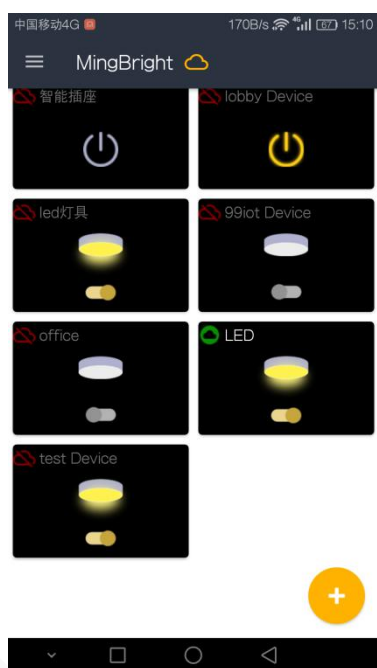 中国移动4G 170B/s 46 67 15:10
MingBright
智能插座 lobby Device
led灯具 99iot Device
office LED
test Device